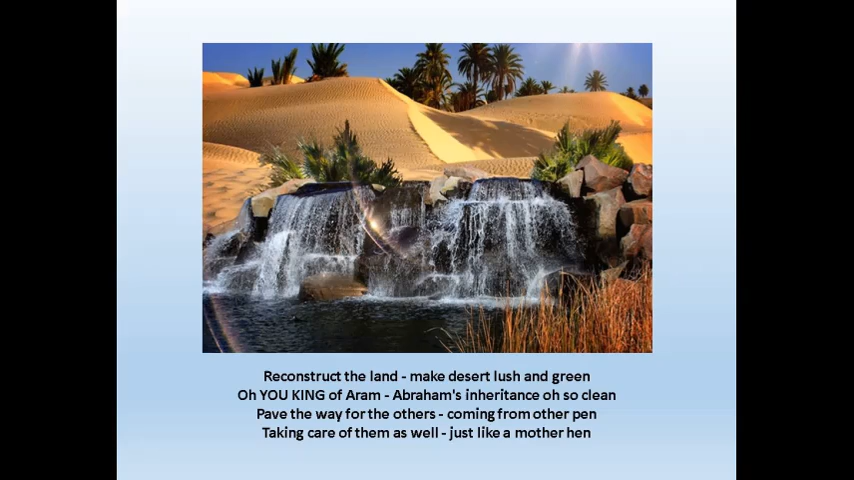 Reconstruct the land - make desert lush and green
Oh YOU KING of Aram - Abraham's inheritance oh so clean
Pave the way for the others - coming from other pen
Taking care of them as well - just like a mother hen